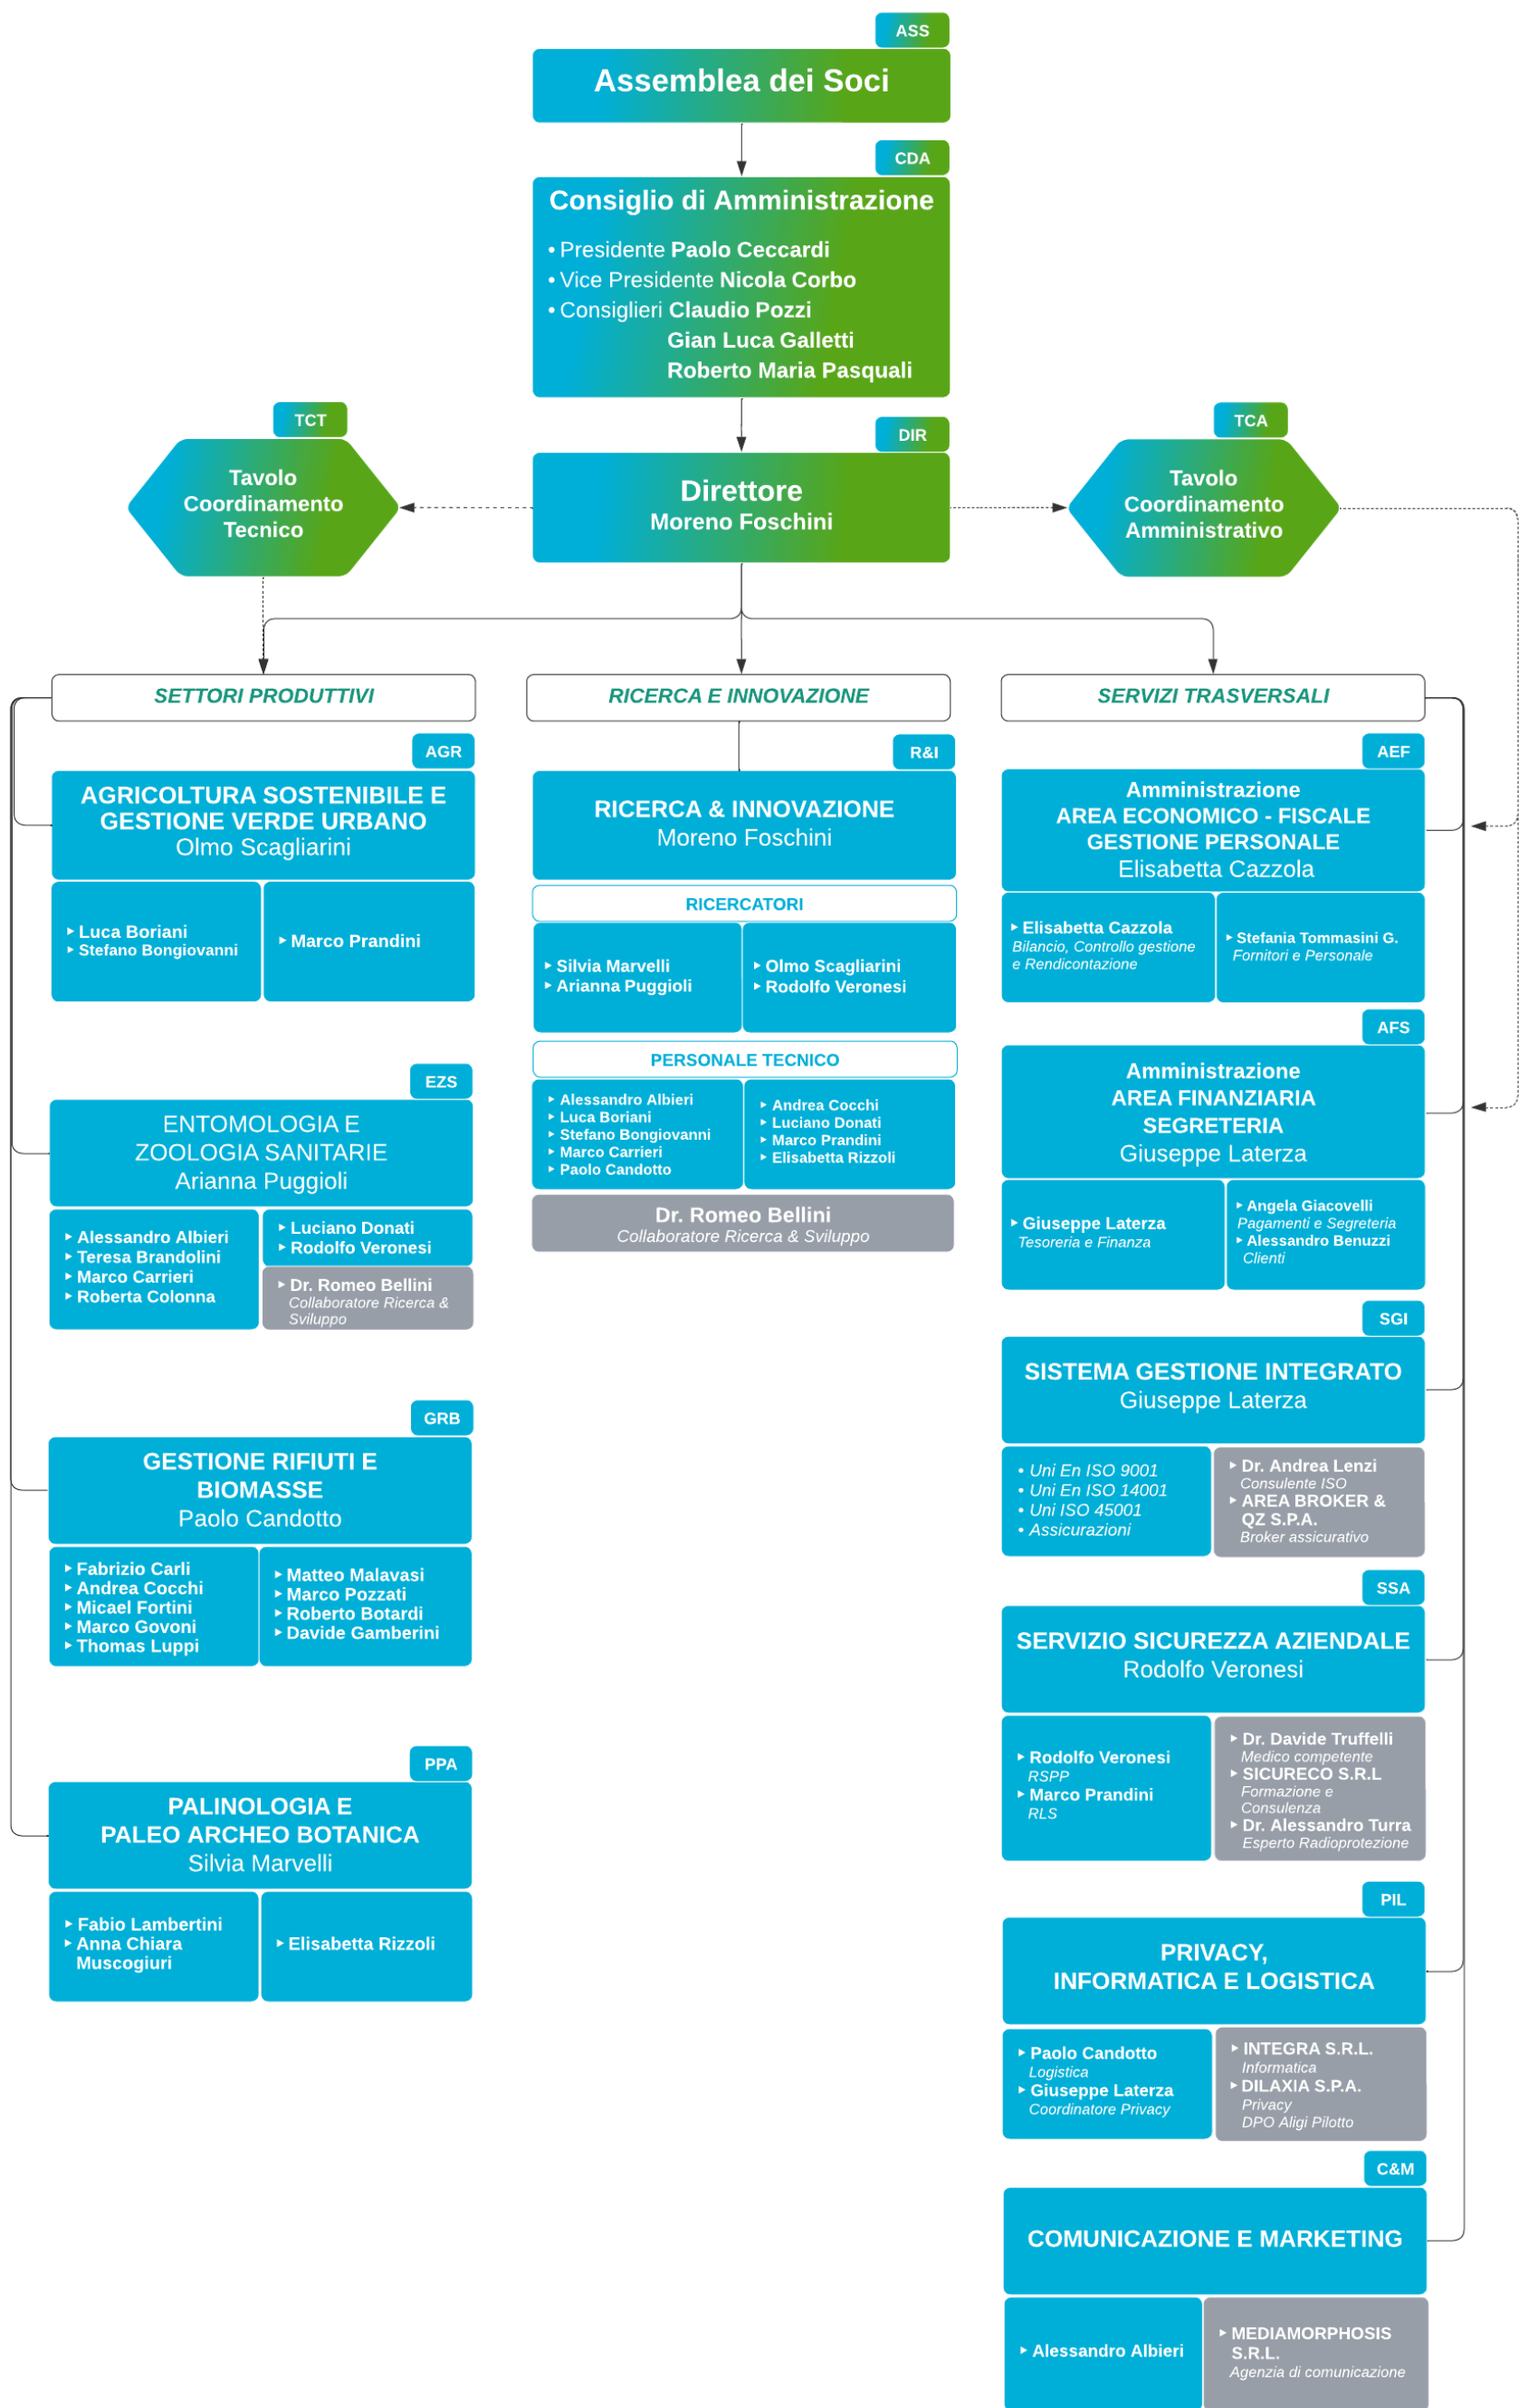 ASS
Assemblea dei Soci
CDA
Consiglio di Amministrazione
• Presidente Paolo Ceccardi
• Vice Presidente Nicola Corbo
• Consiglieri Claudio Pozzi
Gian Luca Galletti
Roberto Maria Pasquali
TCT
Tavolo
Coordinamento
Tecnico
DIR
Direttore
Moreno Foschini
TCA
Tavolo
Coordinamento
Amministrativo
SETTORI PRODUTTIVI
AGR
AGRICOLTURA SOSTENIBILE E
GESTIONE VERDE URBANO
Olmo Scagliarini
Luca Boriani
Stefano Bongiovanni
Marco Prandini
EZS
ENTOMOLOGIA E
ZOOLOGIA SANITARIE
Arianna Puggioli
Alessandro Albieri
Teresa Brandolini
Marco Carrieri
Roberta Colonna
Luciano Donati
Rodolfo Veronesi
Dr. Romeo Bellini
Collaboratore Ricerca &
Sviluppo
GRB
GESTIONE RIFIUTI E
BIOMASSE
Paolo Candotto
Fabrizio Carli
Andrea Cocchi
Micael Fortini
Marco Govoni
Thomas Luppi
Matteo Malavasi
Marco Pozzati
Roberto Botardi
Davide Gamberini
PPA
PALINOLOGIA E
PALEO ARCHEO BOTANICA
Silvia Marvelli
Fabio Lambertini
Anna Chiara
Muscogiuri
Elisabetta Rizzoli
RICERCA E INNOVAZIONE
R&I
RICERCA & INNOVAZIONE
Moreno Foschini
RICERCATORI
Silvia Marvelli
Arianna Puggioli
Olmo Scagliarini
Rodolfo Veronesi
PERSONALE TECNICO
Alessandro Albieri
Luca Boriani
Stefano Bongiovanni
Marco Carrieri
Paolo Candotto
Andrea Cocchi
Luciano Donati
Marco Prandini
Elisabetta Rizzoli
Dr. Romeo Bellini
Collaboratore Ricerca & Sviluppo
SERVIZI TRASVERSALI
AEF
Amministrazione
AREA ECONOMICO - FISCALE
GESTIONE PERSONALE
Elisabetta Cazzola
Elisabetta Cazzola
Bilancio, Controllo gestione
e Rendicontazione
Stefania Tommasini G.
Fornitori e Personale
AFS
Amministrazione
AREA FINANZIARIA
SEGRETERIA
Giuseppe Laterza
Giuseppe Laterza
Tesoreria e Finanza
Angela Giacovelli
Pagamenti e Segreteria
Alessandro Benuzzi
Clienti
SGI
SISTEMA GESTIONE INTEGRATO
Giuseppe Laterza
• Uni En ISO 9001
• Uni En ISO 14001
• Uni ISO 45001
• Assicurazioni
Dr. Andrea Lenzi
Consulente ISO
AREA BROKER &
QZ S.P.A.
Broker assicurativo
SSA
SERVIZIO SICUREZZA AZIENDALE
Rodolfo Veronesi
Rodolfo Veronesi
RSPP
Marco Prandini
RLS
Dr. Davide Truffelli
Medico competente
SICURECO S.R.L
Formazione e
Consulenza
Dr. Alessandro Turra
Esperto Radioprotezione
PIL
PRIVACY,
INFORMATICA E LOGISTICA
Paolo Candotto
Logistica
Giuseppe Laterza
Coordinatore Privacy
INTEGRA S.R.L.
Informatica
DILAXIA S.P.A.
Privacy
DPO Aligi Pilotto
C&M
COMUNICAZIONE E MARKETING
Alessandro Albieri
MEDIAMORPHOSIS
S.R.L.
Agenzia di comunicazione